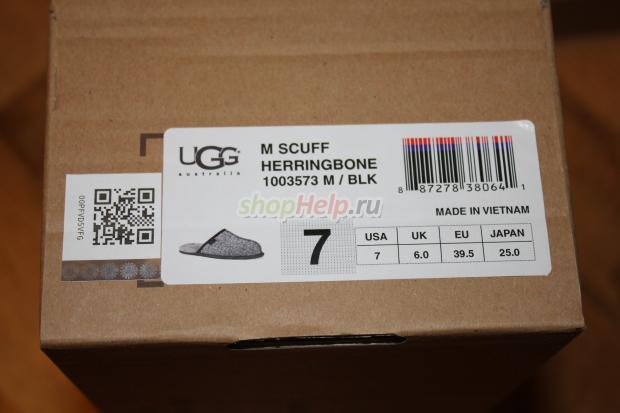 UGG
australia
M SCUFF
HERRINGBONE
1003573 M / BLK
8 87278 38064 1
MADE IN VIETNAM
shopHelp.ru
00PFVD5VFG
7
USA UK EU JAPAN
7 6.0 39.5 25.0